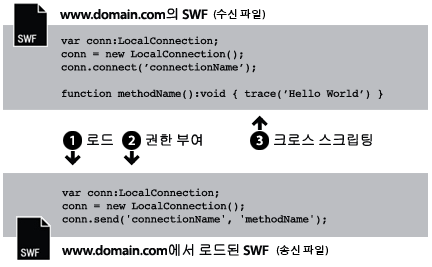 www.domain.com의 SWF (수신 파일)
SWF
var conn:LocalConnection;
conn = new LocalConnection();
conn.connect(‘connectionName’);
function methodName():void { trace(‘Hello World’) }
1 로드 2 권한 부여 3 크로스 스크립팅
var conn:LocalConnection;
conn = new LocalConnection();
conn.send('connectionName', 'methodName');
SWF
www.domain.com에서 로드된 SWF (송신 파일)